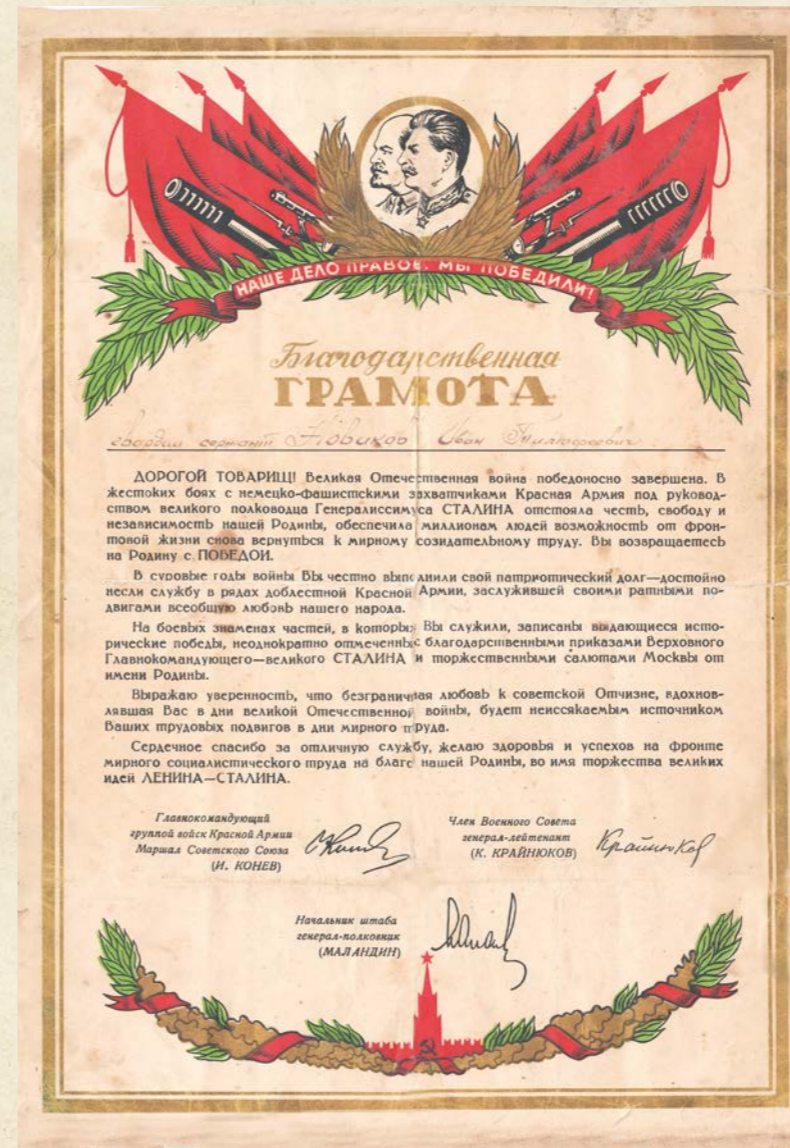 НАШЕ ДЕЛО ПРАВОЕ. МЫ ПОБЕДИЛИ!
Благодарственная
ГРАМОТА
гвардии сержант Новиков Иван
ДОРОГОЙ ТОВАРИЩ! Великая Отечественная война победоносно завершена. В
жестоких боях с немецко-фашистскими захватчиками Красная Армия под руковод-
ством великого полководца Генералиссимуса СТАЛИНА отстояла честь, свободу и
независимость нашей Родины, обеспечила миллионам людей возможность от фрон-
товой жизни снова вернуться к мирному созидательному труду. Вы возвращаетесь
на Родину с ПОБЕДОЙ.
В суровые годы войны Вы честно выполнили свой патриотический долг—достойно
несли службу в рядах доблестной Красной Армии, заслужившей своими ратными по-
двигами всеобщую любовь нашего народа.
На боевых знаменах частей, в которых Вы служили, записаны выдающиеся исто-
рические победы, неоднократно отмеченные благодарственными приказами Верховного
Главнокомандующего—великого СТАЛИНА и торжественными салютами Москвы от
имени Родины.
Выражаю уверенность, что безграничная любовь к советской Отчизне, вдохнов-
лявшая Вас в дни великой Отечественной войны, будет неиссякаемым источником
Ваших трудовых подвигов в дни мирного труда.
Сердечное спасибо за отличную службу, желаю здоровья и успехов на фронте
мирного социалистического труда на благо нашей Родины, во имя торжества великих
идей ЛЕНИНА—СТАЛИНА.
Главнокомандующий
группой войск Красной Армии
Маршал Советского Союза
(И. КОНЕВ)
Член Военного Совета
генерал-лейтенант
(К. КРАЙНЮКОВ)
Крайнюков
Начальник штаба
генерал-полковник
(МАЛАНДИН)